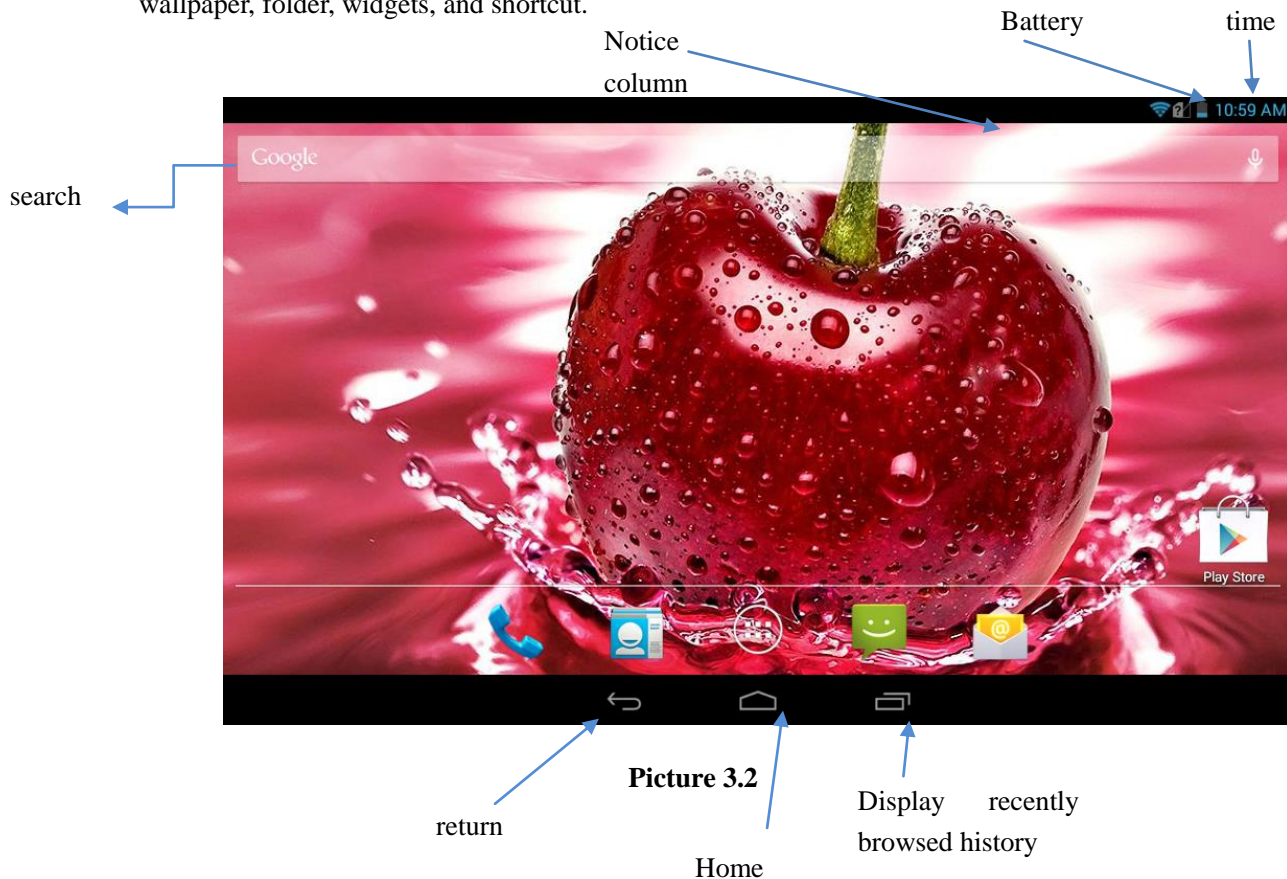 wallpaper, folder, widgets, and shortcut.
Battery
time
Notice
column
10:59 AM
Google
search
@
Play Store
Picture 3.2
Display recently
browsed history
return
Home